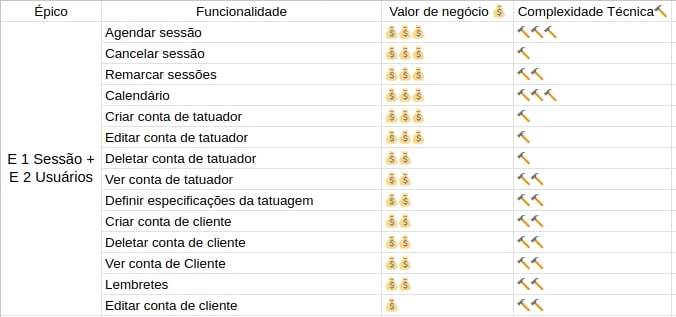 Épico Funcionalidade Valor de negócio 💰 Complexidade Técnica🔨
Agendar sessão 💰💰💰 🔨🔨🔨
Cancelar sessão 💰💰💰 🔨
Remarcar sessões 💰💰💰 🔨🔨
Calendário 💰💰💰 🔨🔨🔨
Criar conta de tatuador 💰💰💰 🔨
Editar conta de tatuador 💰💰💰 🔨
E 1 Sessão +
E 2 Usuários
Deletar conta de tatuador 💰💰 🔨
Ver conta de tatuador 💰💰 🔨🔨
Definir especificações da tatuagem 💰💰 🔨🔨
Criar conta de cliente 💰💰 🔨🔨
Deletar conta de cliente 💰💰 🔨🔨
Ver conta de Cliente 💰💰 🔨🔨
Lembretes 💰💰 🔨🔨
Editar conta de cliente 💰 🔨🔨